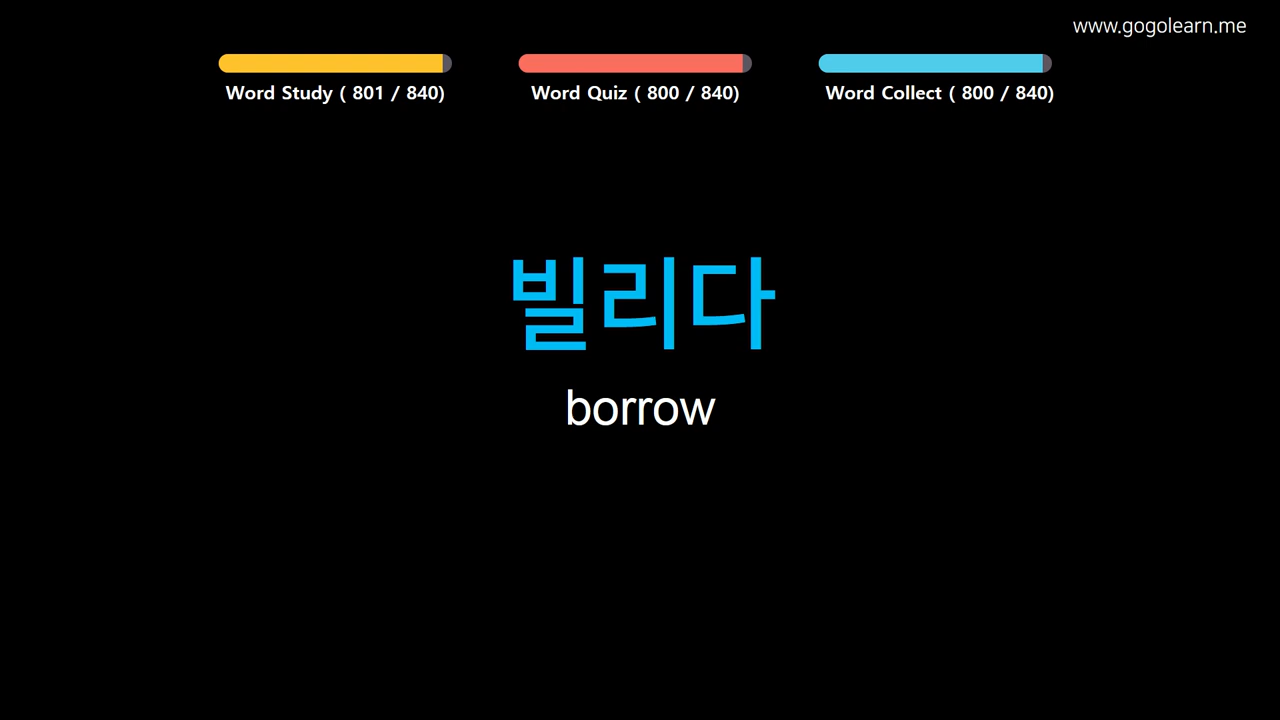 www.gogolearn.me
Word Study ( 801 / 840)
Word Quiz ( 800 / 840)
Word Collect ( 800 / 840)
빌리다
borrow